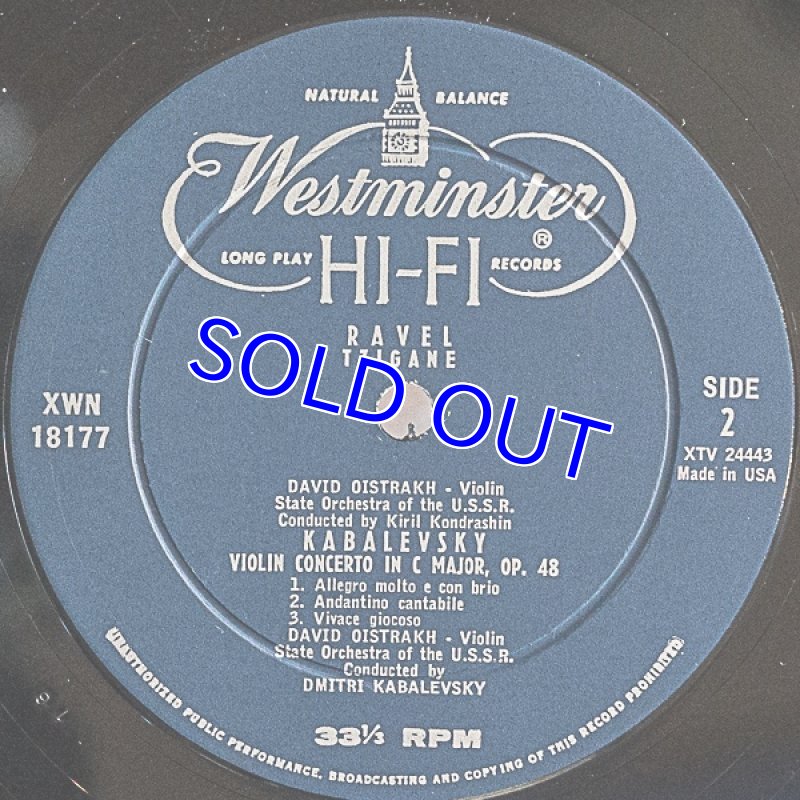 NATURAL BALANCE
Westminster ®
LONG PLAY HI-FI RECORDS
RAVEL
TZIGANE
SOLD OUT
XWN
18177
SIDE
2
XTV 24443
Made in USA
DAVID OISTRAKH - Violin
State Orchestra of the U.S.S.R.
Conducted by Kiril Kondrashin
KABALEVSKY
VIOLIN CONCERTO IN C MAJOR, OP. 48
1. Allegro molto e con brio
2. Andantino cantabile
3. Vivace giocoso
DAVID OISTRAKH - Violin
State Orchestra of the U.S.S.R.
Conducted by
DMITRI KABALEVSKY
33⅓ RPM
UNAUTHORIZED PUBLIC PERFORMANCE, BROADCASTING AND COPYING OF THIS RECORD PROHIBITED